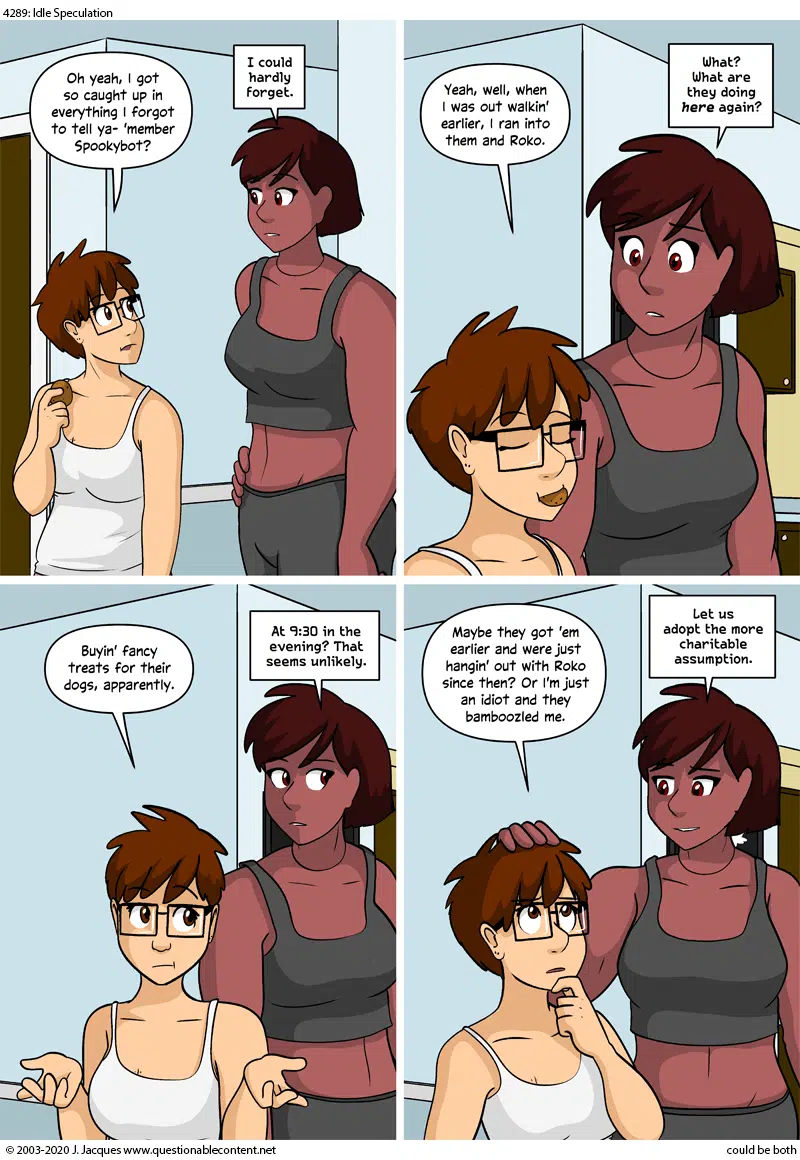 4289: Idle Speculation
Oh yeah, I got
so caught up in
everything I forgot
to tell ya- 'member
Spookybot?
I could
hardly
forget.
Yeah, well, when
I was out walkin'
earlier, I ran into
them and Roko.
What?
What are
they doing
here again?
Buyin' fancy
treats for their
dogs, apparently.
At 9:30 in the
evening? That
seems unlikely.
Maybe they got 'em
earlier and were just
hangin' out with Roko
since then? Or I'm just
an idiot and they
bamboozled me.
Let us
adopt the more
charitable
assumption.
© 2003-2020 J. Jacques www.questionablecontent.net
could be both